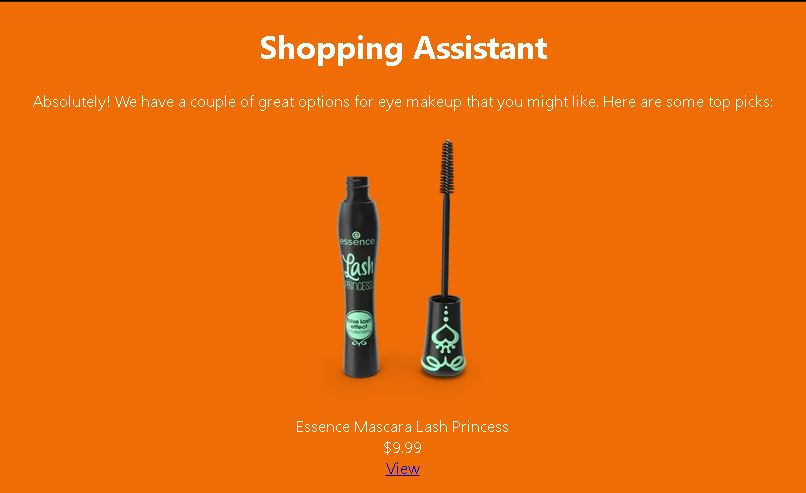 Shopping Assistant
Absolutely! We have a couple of great options for eye makeup that you might like. Here are some top picks:
essence
Lash
PRINCESS
false lash
effect
mascara
Essence Mascara Lash Princess
$9.99
View